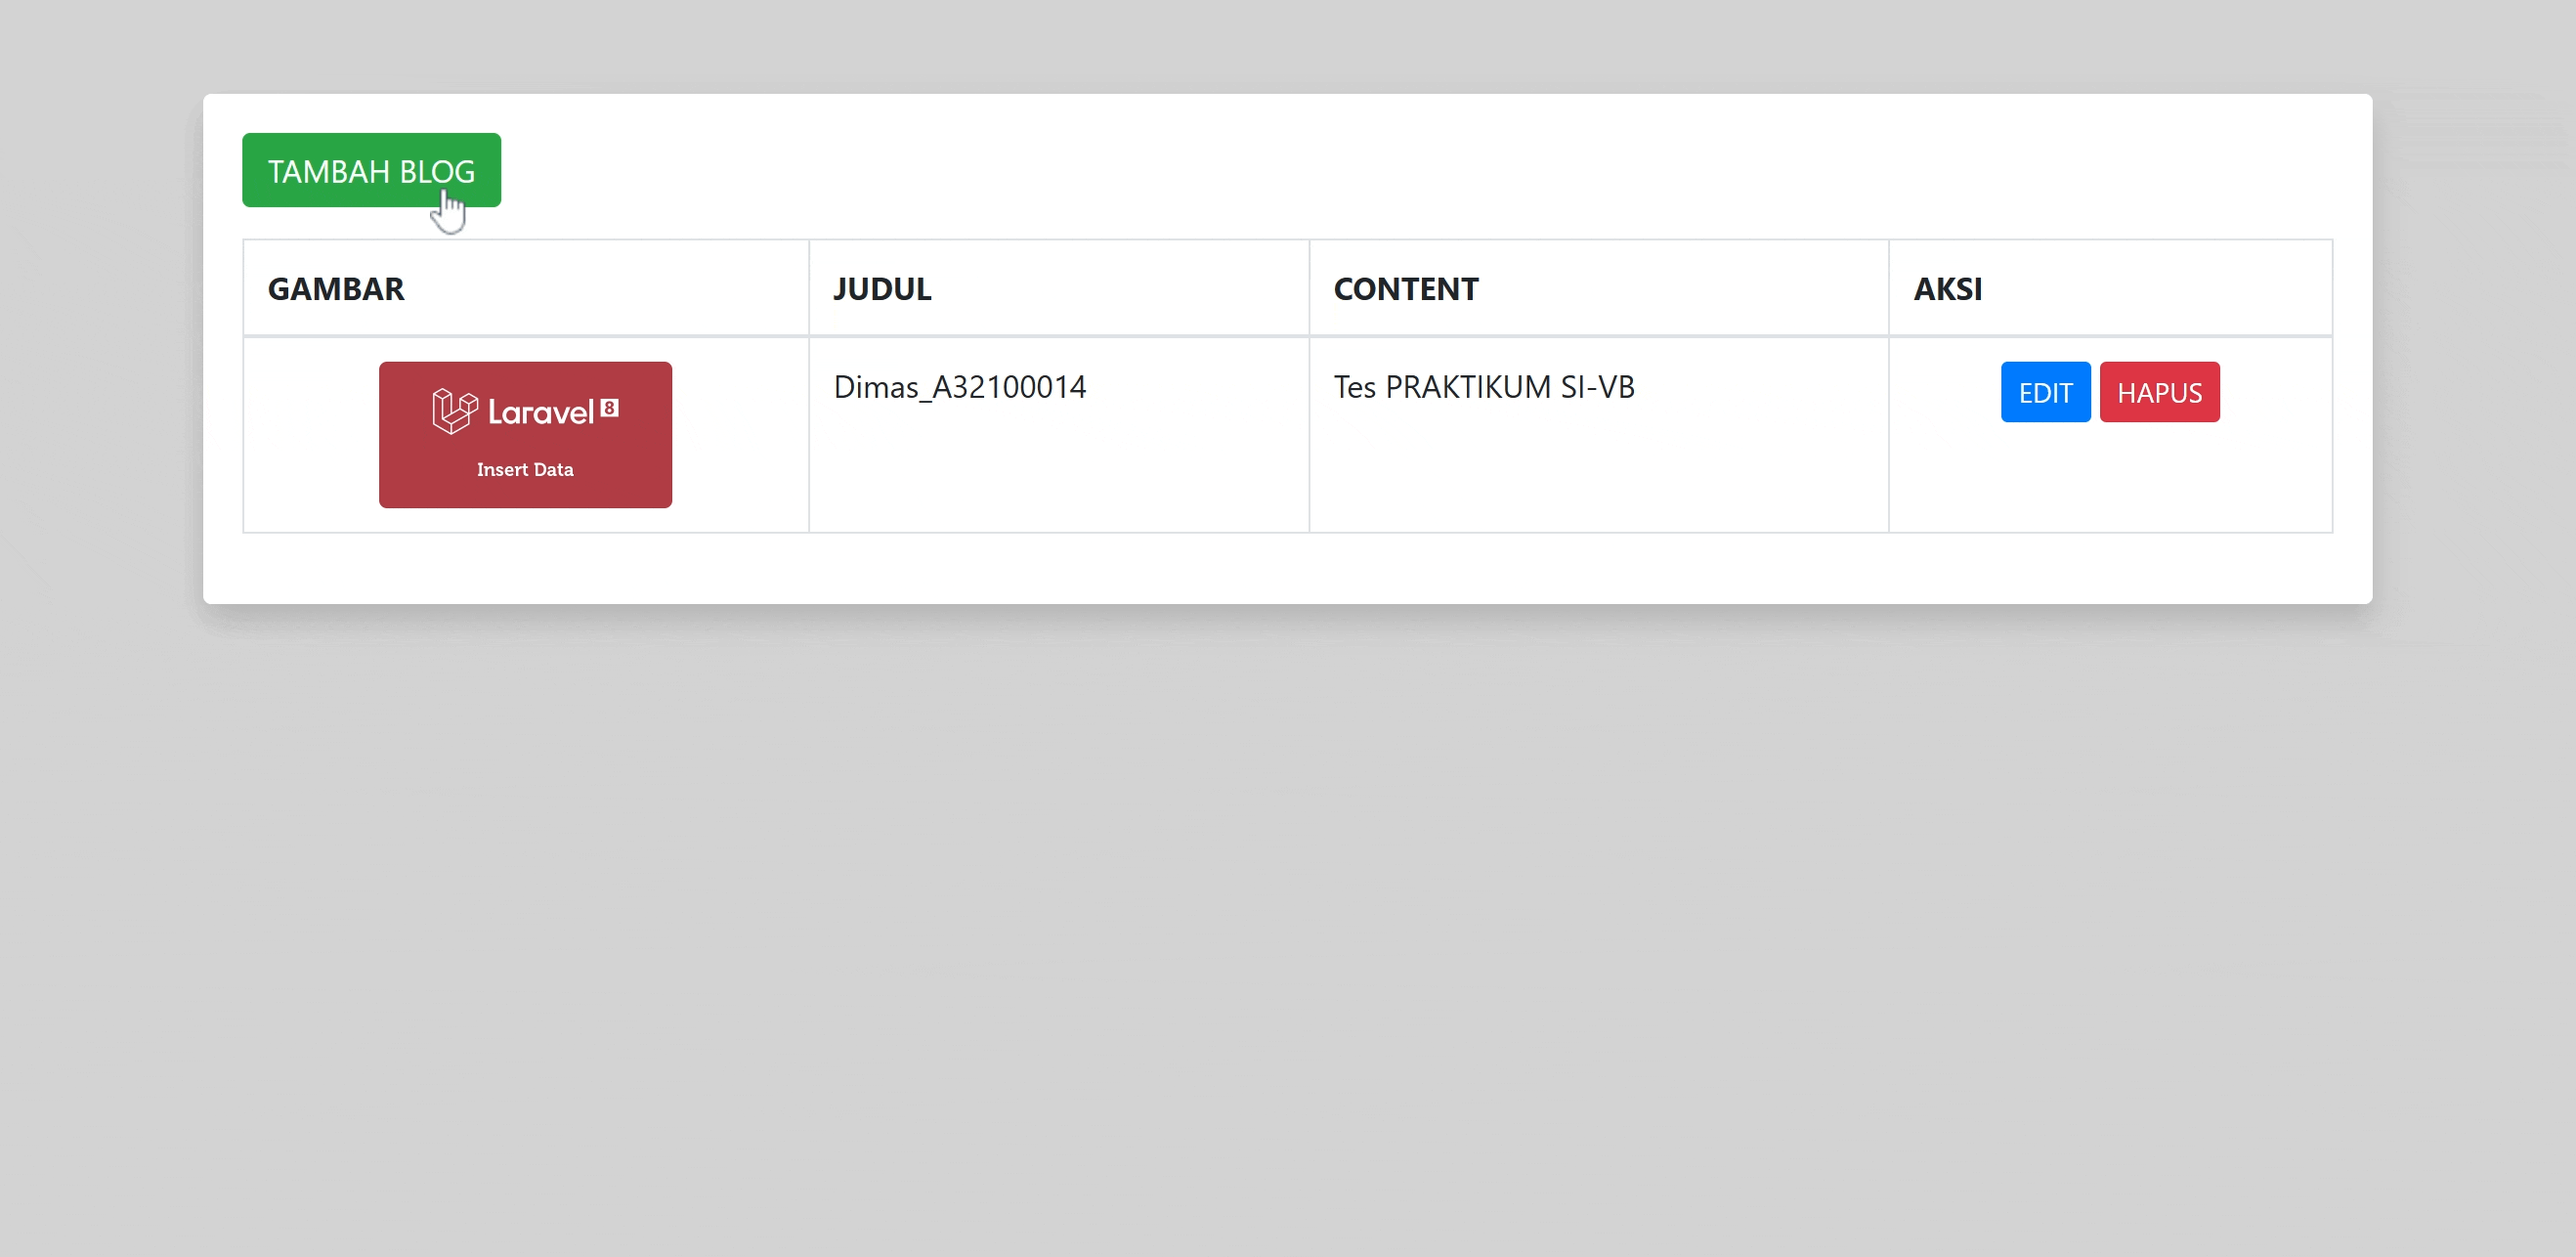 TAMBAH BLOG
GAMBAR JUDUL CONTENT AKSI
Laravel 8
Insert Data
Dimas_A32100014
Tes PRAKTIKUM SI-VB
EDIT HAPUS